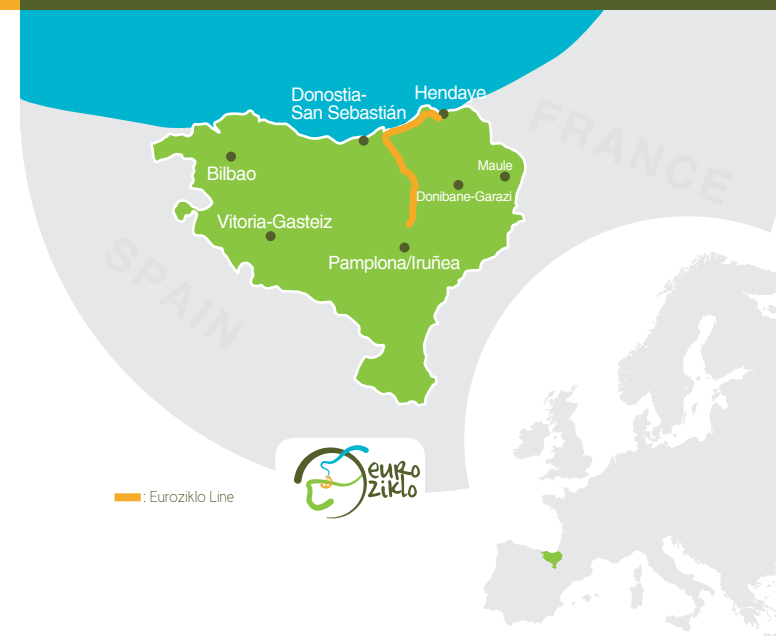 Donostia-
San Sebastián
Hendaye
FRANCE
Maule
Bilbao
Donibane-Garazi
Vitoria-Gasteiz
Pamplona/Iruñea
SPAIN
euRo
ziklo
: Euroziklo Line